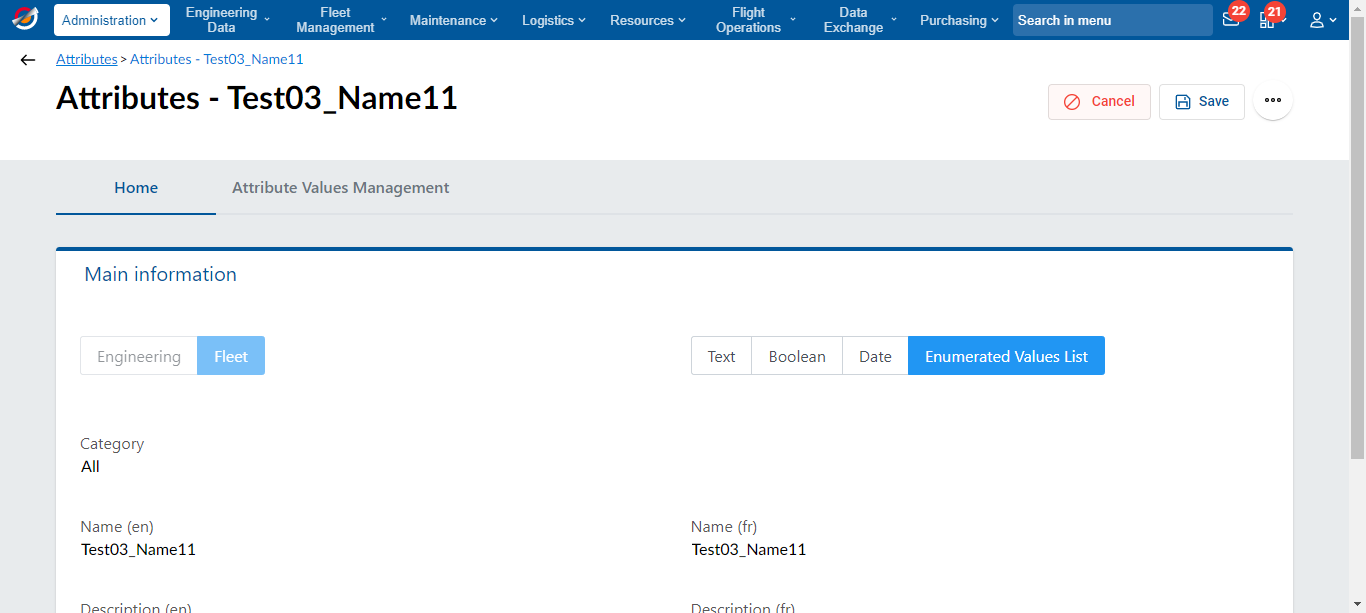 Administration
Engineering
Data
Fleet
Management
Maintenance
Logistics
Resources
Flight
Operations
Data
Exchange
Purchasing
Search in menu
22
21
Attributes > Attributes - Test03_Name11
Attributes - Test03_Name11
Cancel
Save
Home
Attribute Values Management
Main information
Engineering
Fleet
Text
Boolean
Date
Enumerated Values List
Category
All
Name (en)
Test03_Name11
Name (fr)
Test03_Name11
Description (en)
Description (fr)